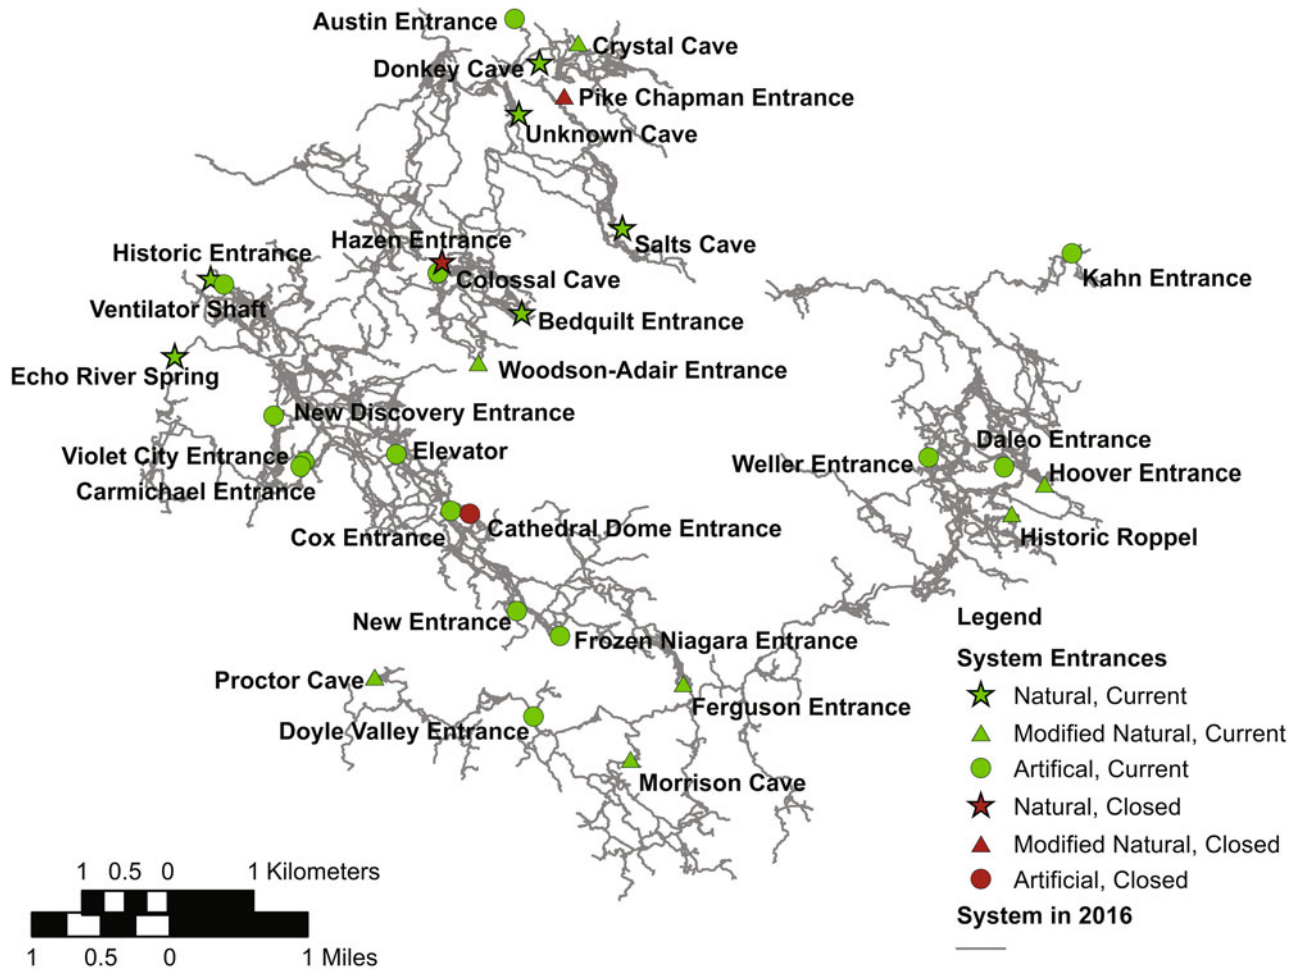 Austin Entrance
Crystal Cave
Donkey Cave
Pike Chapman Entrance
Unknown Cave
Salts Cave
Hazen Entrance
Historic Entrance
Colossal Cave
Kahn Entrance
Ventilator Shaft
Bedquilt Entrance
Echo River Spring
Woodson-Adair Entrance
New Discovery Entrance
Daleo Entrance
Violet City Entrance
Elevator
Weller Entrance
Hoover Entrance
Carmichael Entrance
Cox Entrance
Cathedral Dome Entrance
Historic Roppel
New Entrance
Frozen Niagara Entrance
Proctor Cave
Ferguson Entrance
Doyle Valley Entrance
Morrison Cave
Legend
System Entrances
Natural, Current
Modified Natural, Current
Artifical, Current
Natural, Closed
Modified Natural, Closed
Artificial, Closed
System in 2016
1 0.5 0 1 Kilometers
1 0.5 0 1 Miles